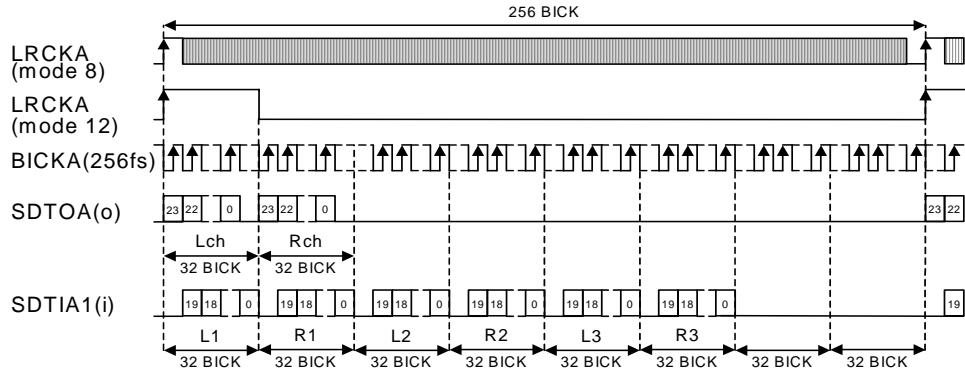 256 BICK
LRCKA
(mode 8)
LRCKA
(mode 12)
BICKA(256fs)
SDTOA(o)
23 22 0 23 22 0 23 22
Lch Rch
32 BICK 32 BICK
SDTIA1(i)
19 18 0 19 18 0 19 18 0 19 18 0 19 18 0 19 18 0 19
L1 R1 L2 R2 L3 R3
32 BICK 32 BICK 32 BICK 32 BICK 32 BICK 32 BICK 32 BICK 32 BICK